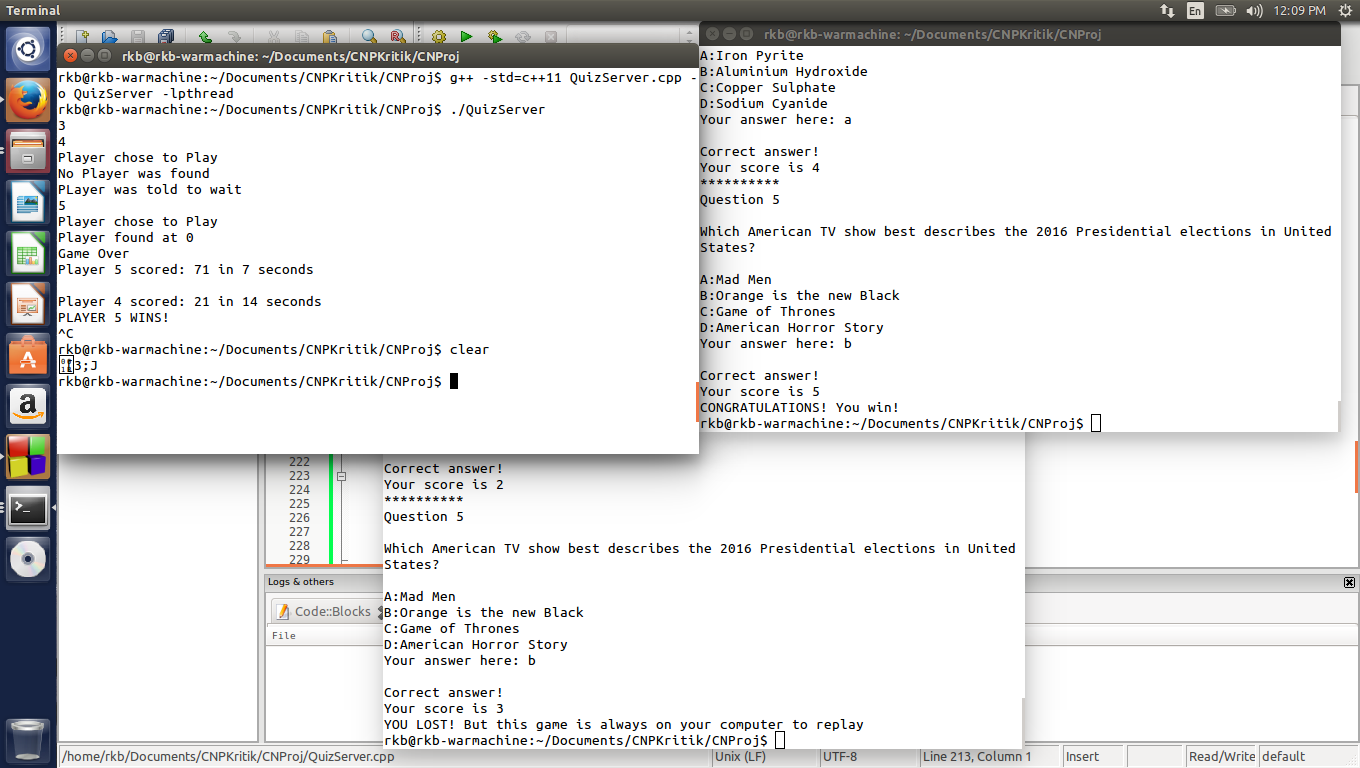 Terminal
En
12:09 PM
rkb@rkb-warmachine: ~/Documents/CNPKritik/CNProj
rkb@rkb-warmachine:~/Documents/CNPKritik/CNProj$ g++ -std=c++11 QuizServer.cpp -
o QuizServer -lpthread
rkb@rkb-warmachine:~/Documents/CNPKritik/CNProj$ ./QuizServer
3
4
Player chose to Play
No Player was found
PLayer was told to wait
5
Player chose to Play
Player found at 0
Game Over
Player 5 scored: 71 in 7 seconds
Player 4 scored: 21 in 14 seconds
PLAYER 5 WINS!
^C
rkb@rkb-warmachine:~/Documents/CNPKritik/CNProj$ clear
3;J
rkb@rkb-warmachine:~/Documents/CNPKritik/CNProj$
rkb@rkb-warmachine: ~/Documents/CNPKritik/CNProj
A:Iron Pyrite
B:Aluminium Hydroxide
C:Copper Sulphate
D:Sodium Cyanide
Your answer here: a
Correct answer!
Your score is 4
**********
Question 5
Which American TV show best describes the 2016 Presidential elections in United
States?
A:Mad Men
B:Orange is the new Black
C:Game of Thrones
D:American Horror Story
Your answer here: b
Correct answer!
Your score is 5
CONGRATULATIONS! You win!
rkb@rkb-warmachine:~/Documents/CNPKritik/CNProj$
222
223
224
225
226
227
228
229
Correct answer!
Your score is 2
**********
Question 5
Which American TV show best describes the 2016 Presidential elections in United
States?
A:Mad Men
B:Orange is the new Black
C:Game of Thrones
D:American Horror Story
Your answer here: b
Correct answer!
Your score is 3
YOU LOST! But this game is always on your computer to replay
rkb@rkb-warmachine:~/Documents/CNPKritik/CNProj$
Logs & others
Code::Blocks
File
/home/rkb/Documents/CNPKritik/CNProj/QuizServer.cpp
Unix (LF)
UTF-8
Line 213, Column 1
Insert
Read/Write
default